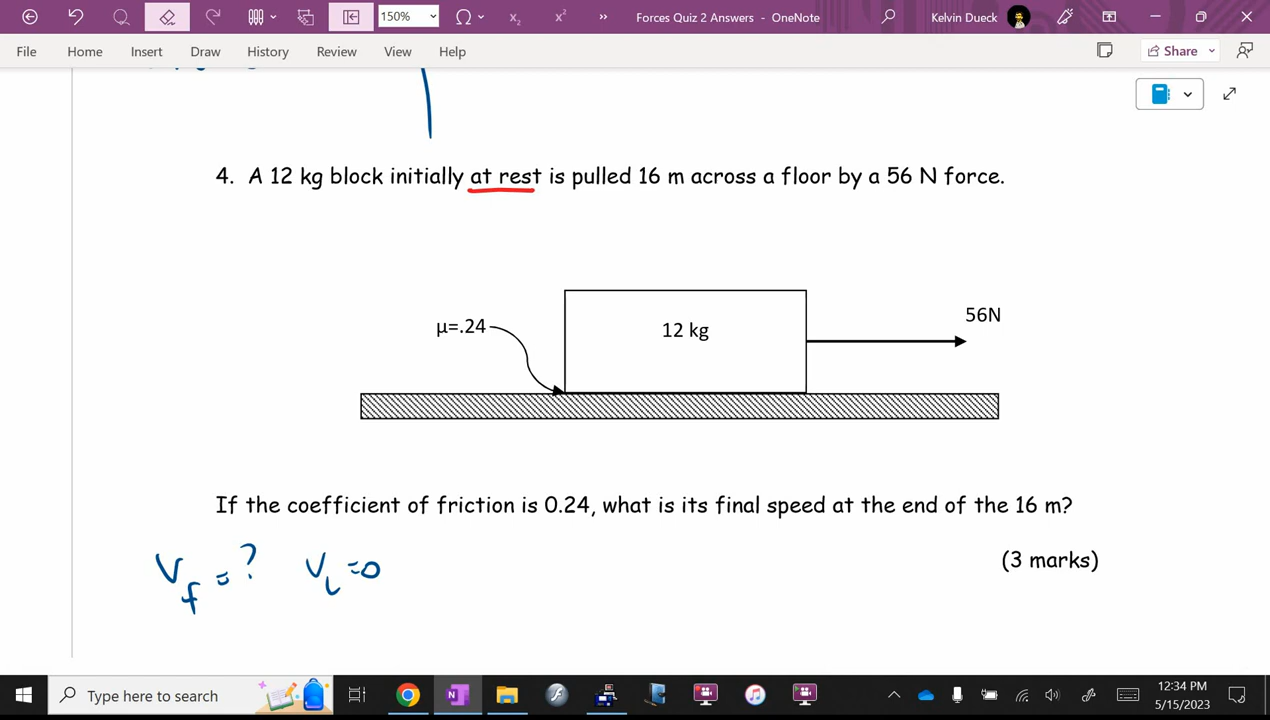 150%
Forces Quiz 2 Answers - OneNote
Kelvin Dueck
File Home Insert Draw History Review View Help
Share
4. A 12 kg block initially at rest is pulled 16 m across a floor by a 56 N force.
56N
μ=.24
12 kg
If the coefficient of friction is 0.24, what is its final speed at the end of the 16 m?
Vf = ? Vi = 0
(3 marks)
Type here to search
12:34 PM
5/15/2023